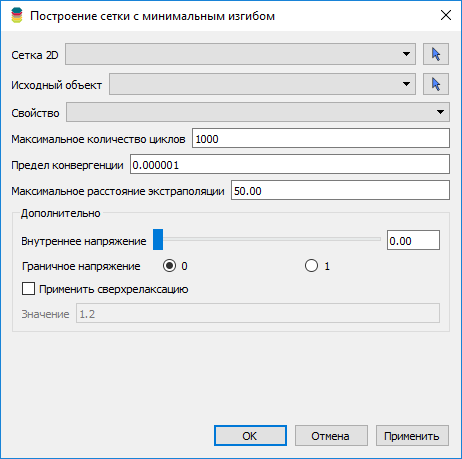 Построение сетки с минимальным изгибом
Сетка 2D
Исходный объект
Свойство
Максимальное количество циклов 1000
Предел конвергенции 0.000001
Максимальное расстояние экстраполяции 50.00
Дополнительно
Внутреннее напряжение 0.00
Граничное напряжение 0 1
Применить сверхрелаксацию
Значение 1.2
OK Отмена Применить